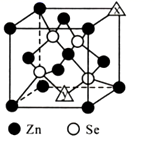 ● Zn ○ Se